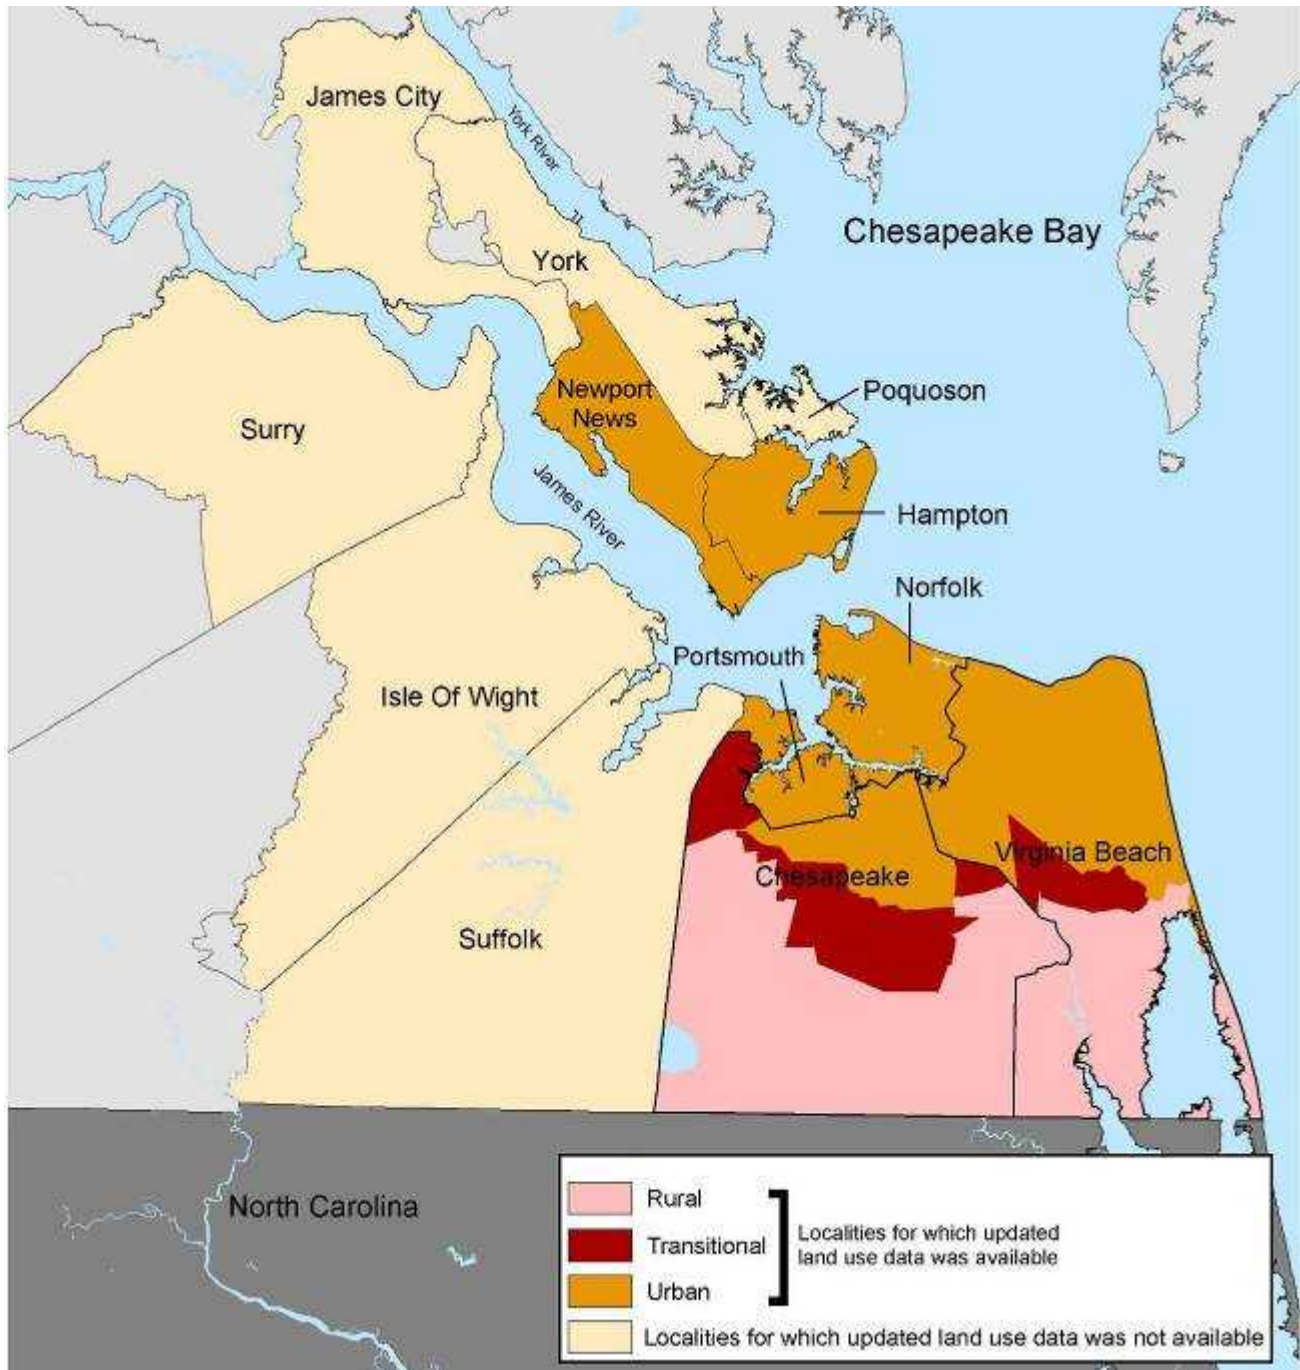 James City
York River
Chesapeake Bay
York
Newport
News
Poquoson
Surry
James River
Hampton
Norfolk
Portsmouth
Isle Of Wight
Virginia Beach
Chesapeake
Suffolk
North Carolina
Rural
Transitional
Urban
Localities for which updated
land use data was available
Localities for which updated land use data was not available